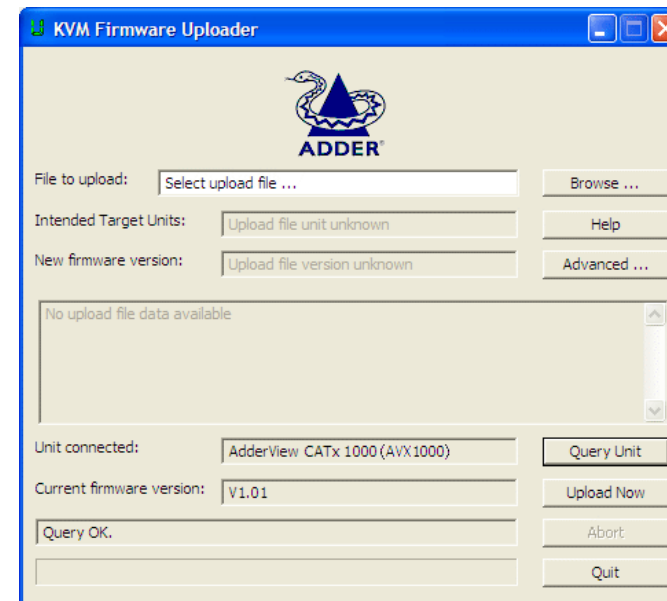 KVM Firmware Uploader
ADDER®
File to upload: Select upload file ... Browse ...
Intended Target Units: Upload file unit unknown Help
New firmware version: Upload file version unknown Advanced ...
No upload file data available
Unit connected: AdderView CATx 1000 (AVX1000) Query Unit
Current firmware version: V1.01 Upload Now
Query OK. Abort
Quit